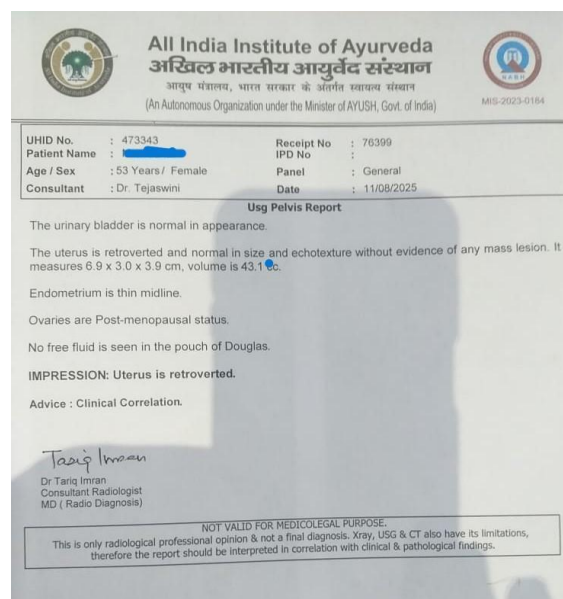 All India Institute of Ayurveda
अखिल भारतीय आयुर्वेद संस्थान
आयुष मंत्रालय, भारत सरकार के अंतर्गत स्वायत्त संस्थान
(An Autonomous Organization under the Minister of AYUSH, Govt. of India)
NABH
MIS-2023-0184
UHID No. : 473343 Receipt No : 76399
Patient Name : IPD No :
Age / Sex : 53 Years / Female Panel : General
Consultant : Dr. Tejaswini Date : 11/08/2025
Usg Pelvis Report
The urinary bladder is normal in appearance.
The uterus is retroverted and normal in size and echotexture without evidence of any mass lesion. It
measures 6.9 x 3.0 x 3.9 cm, volume is 43.1 cc.
Endometrium is thin midline.
Ovaries are Post-menopausal status.
No free fluid is seen in the pouch of Douglas.
IMPRESSION: Uterus is retroverted.
Advice : Clinical Correlation.
Tariq Imran
Dr Tariq Imran
Consultant Radiologist
MD ( Radio Diagnosis)
NOT VALID FOR MEDICOLEGAL PURPOSE.
This is only radiological professional opinion & not a final diagnosis. Xray, USG & CT also have its limitations,
therefore the report should be interpreted in correlation with clinical & pathological findings.